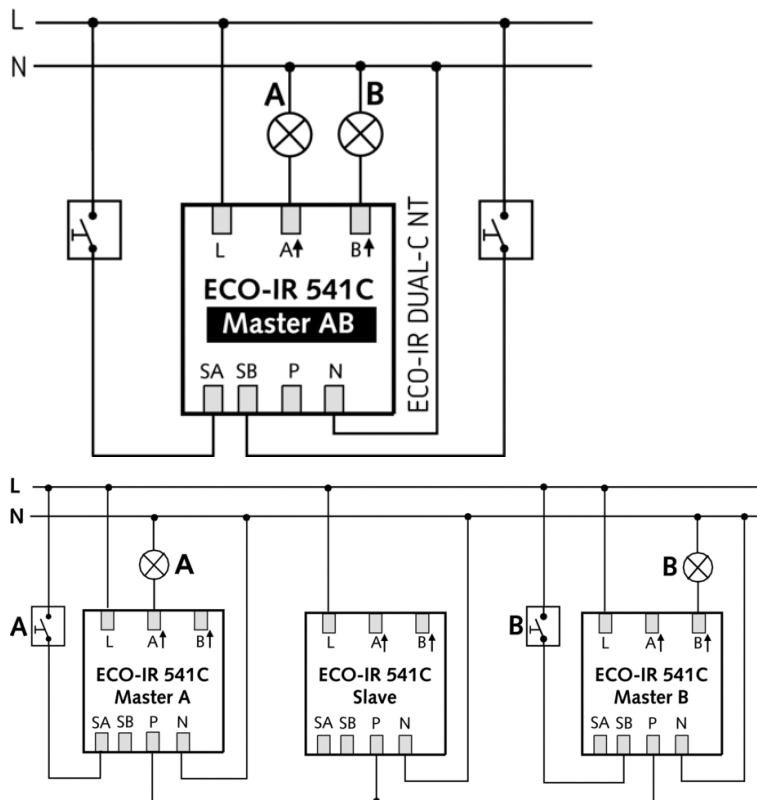 L
N
A B
L A B
ECO-IR 541C
Master AB
SA SB P N
ECO-IR DUAL-C NT
L
N
A
A
L A B
ECO-IR 541C
Master A
SA SB P N
L A B
ECO-IR 541C
Slave
SA SB P N
B
B
L A B
ECO-IR 541C
Master B
SA SB P N